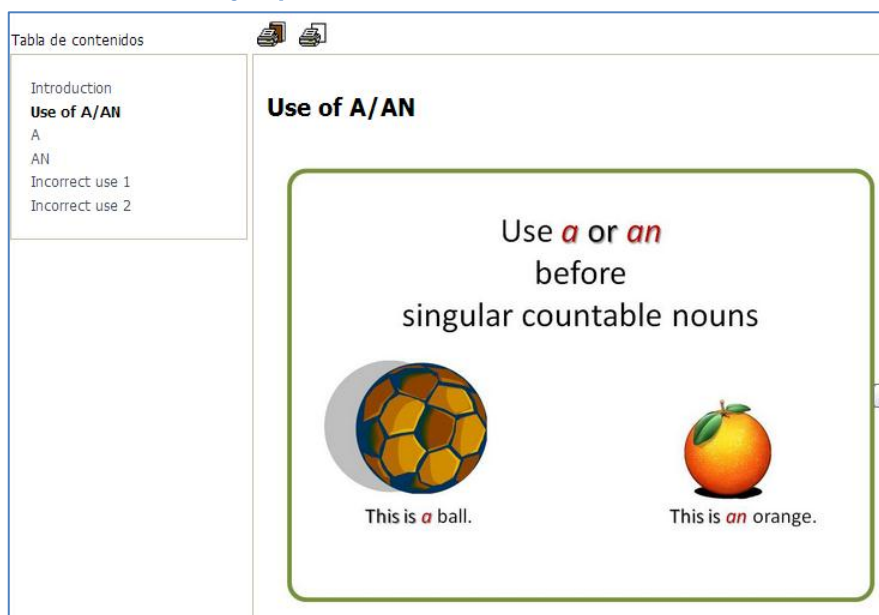 Tabla de contenidos
Introduction
Use of A/AN
A
AN
Incorrect use 1
Incorrect use 2
Use of A/AN
Use a or an
before
singular countable nouns
This is a ball.
This is an orange.